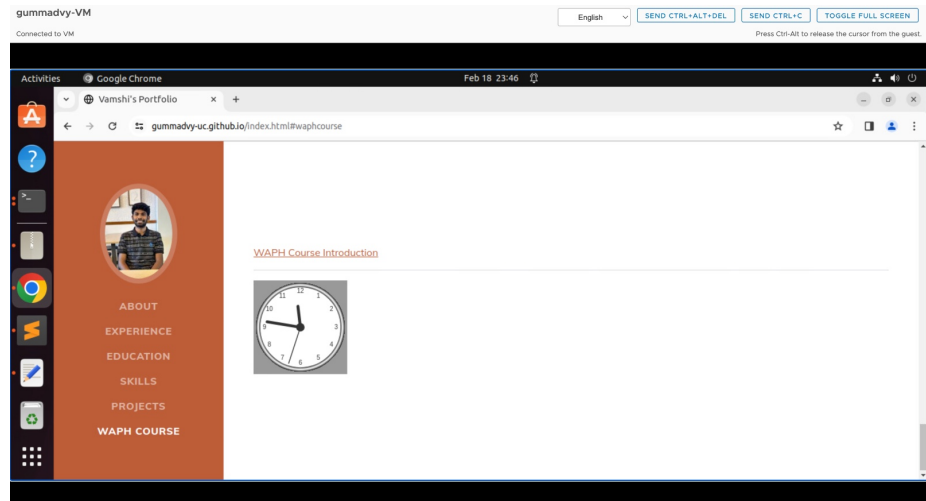 gummadvy-VM
English
SEND CTRL+ALT+DEL
SEND CTRL+C
TOGGLE FULL SCREEN
Connected to VM
Press Ctrl-Alt to release the cursor from the guest.
Activities
Google Chrome
Feb 18 23:46
Vamshi's Portfolio
gummadvy-uc.github.io/index.html#waphcourse
ABOUT
EXPERIENCE
EDUCATION
SKILLS
PROJECTS
WAPH COURSE
WAPH Course Introduction
12
1
2
3
4
5
6
7
8
9
10
11